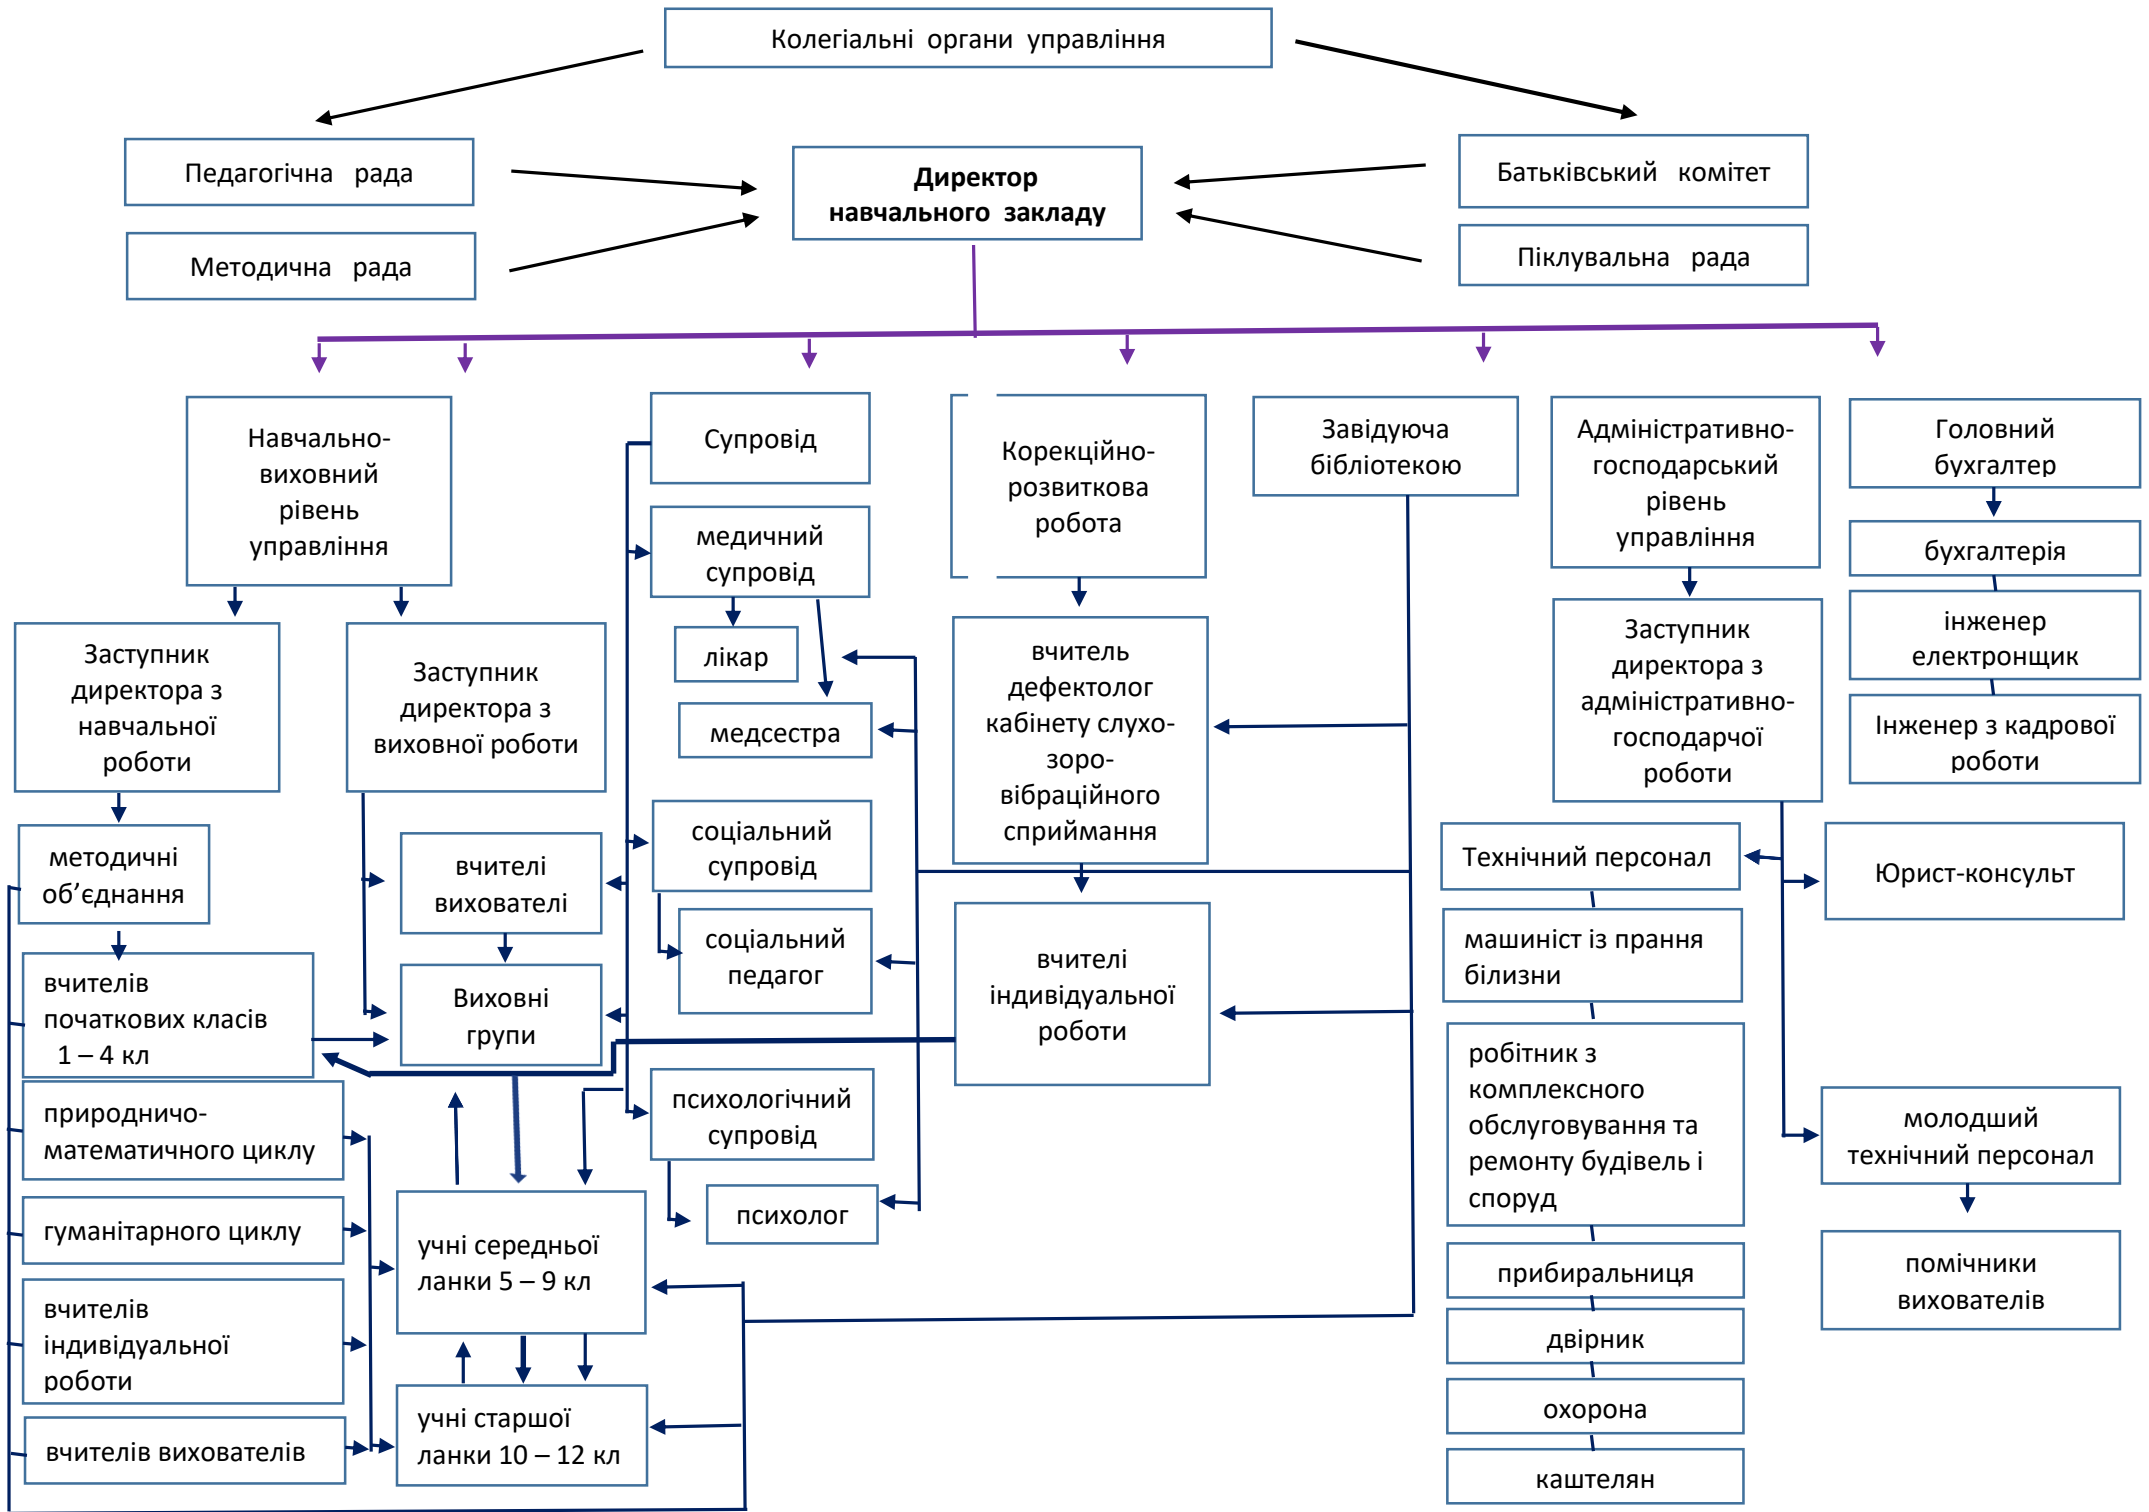 Колегіальні органи управління
Педагогічна рада
Директор
навчального закладу
Батьківський комітет
Методична рада
Піклувальна рада
Навчально-
виховний
рівень
управління
Супровід
Корекційно-
розвиткова
робота
Завідуюча
бібліотекою
Адміністративно-
господарський
рівень
управління
Головний
бухгалтер
медичний
супровід
бухгалтерія
Заступник
директора з
навчальної
роботи
Заступник
директора з
виховної роботи
лікар
вчитель
дефектолог
кабінету слухо-
зоро-
вібраційного
сприймання
Заступник
директора з
адміністративно-
господарчої
роботи
інженер
електронщик
медсестра
Інженер з кадрової
роботи
методичні
об’єднання
вчителі
вихователі
соціальний
супровід
Технічний персонал
Юрист-консульт
соціальний
педагог
вчителі
індивідуальної
роботи
машиніст із прання
білизни
вчителів
початкових класів
1 – 4 кл
Виховні
групи
робітник з
комплексного
обслуговування та
ремонту будівель і
споруд
природничо-
математичного циклу
психологічний
супровід
молодший
технічний персонал
гуманітарного циклу
учні середньої
ланки 5 – 9 кл
психолог
прибиральниця
помічники
вихователів
вчителів
індивідуальної
роботи
двірник
вчителів вихователів
учні старшої
ланки 10 – 12 кл
охорона
каштелян